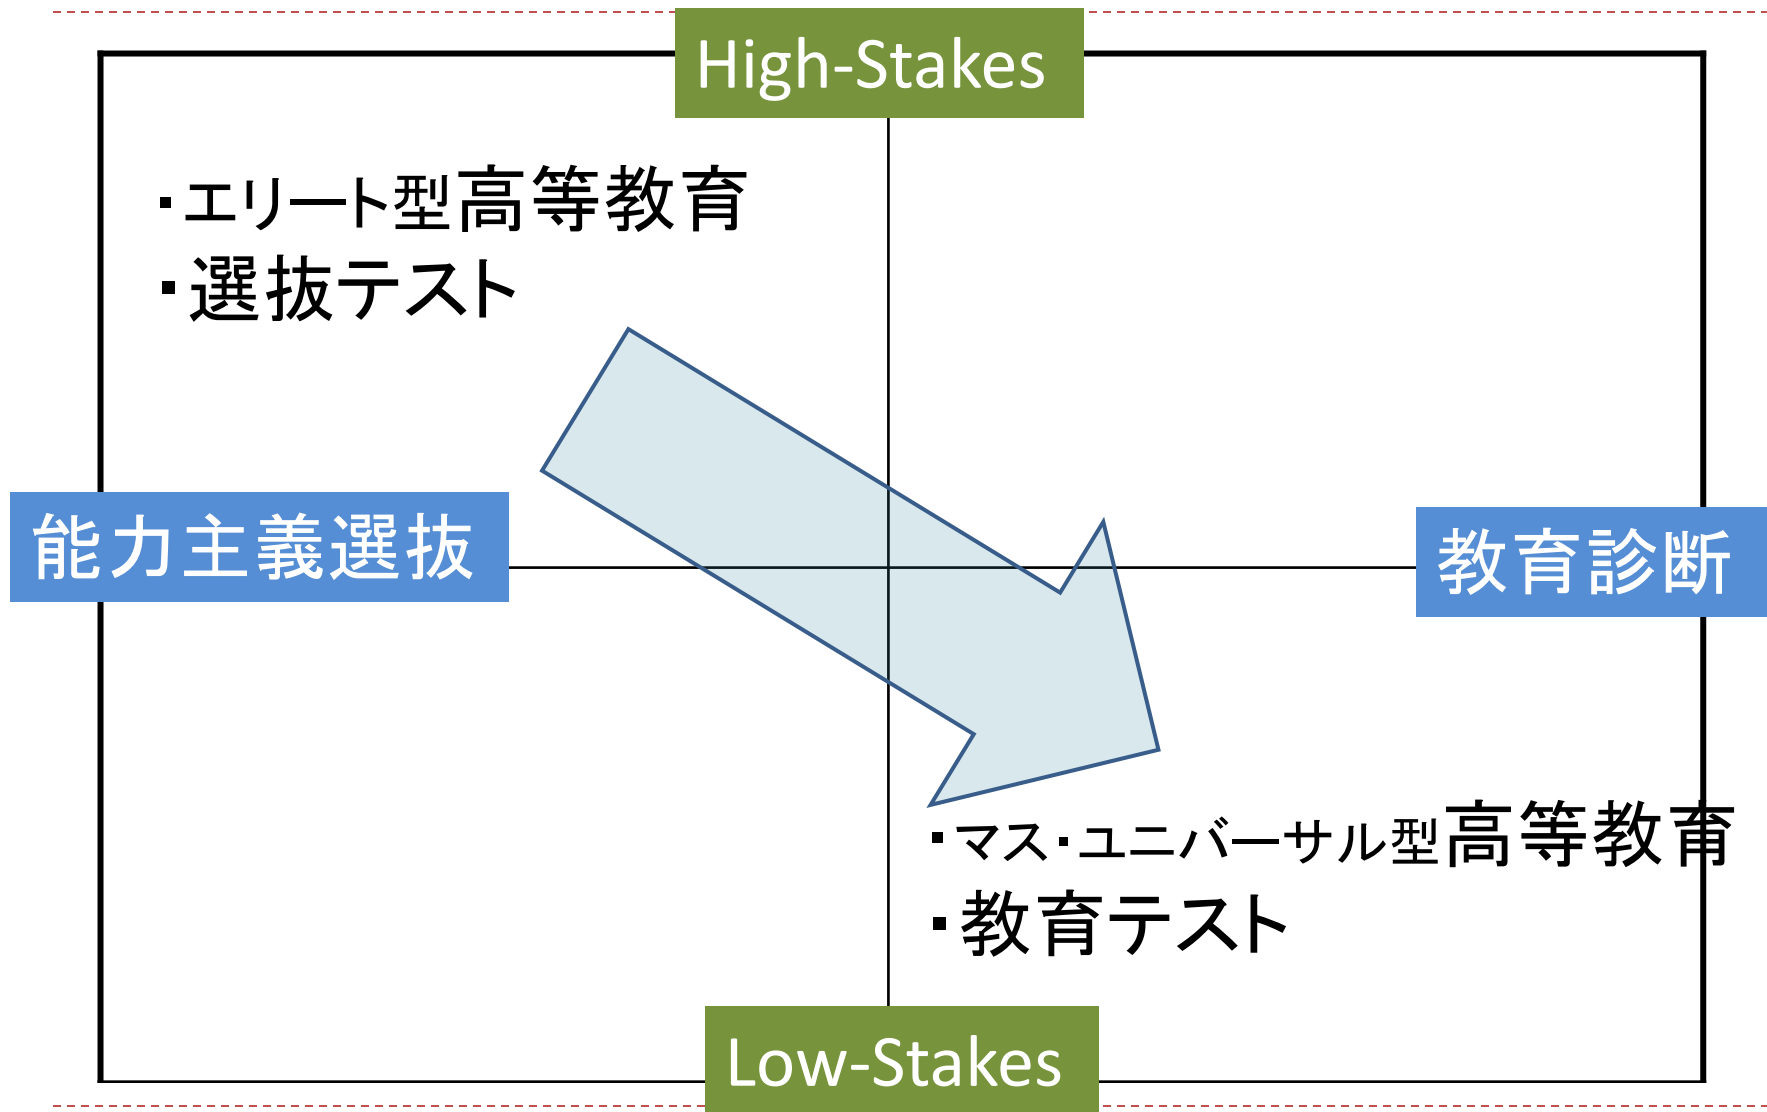 High-Stakes
・エリート型高等教育
・選抜テスト
能力主義選抜
教育診断
・マス・ユニバーサル型高等教育
・教育テスト
Low-Stakes